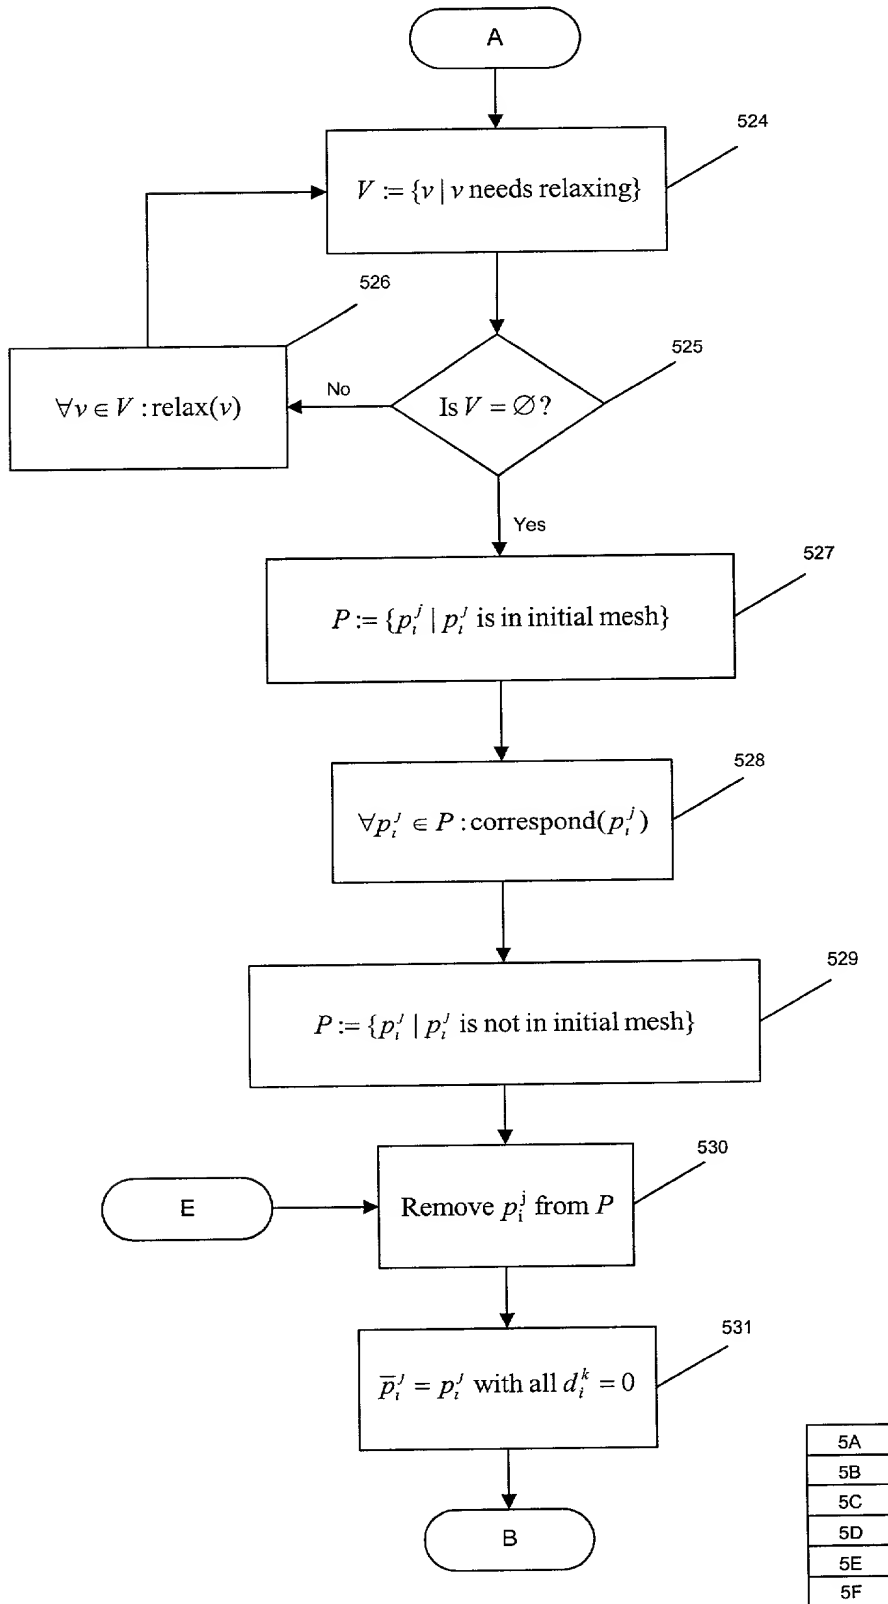 A
524
V := {v | v needs relaxing}
526
525
∀v ∈ V : relax(v)
No
Is V = ∅ ?
Yes
527
P := {p_i^j | p_i^j is in initial mesh}
528
∀p_i^j ∈ P : correspond(p_i^j)
529
P := {p_i^j | p_i^j is not in initial mesh}
530
E
Remove p_i^j from P
531
p̅_i^j = p_i^j with all d_i^k = 0
B
5A
5B
5C
5D
5E
5F